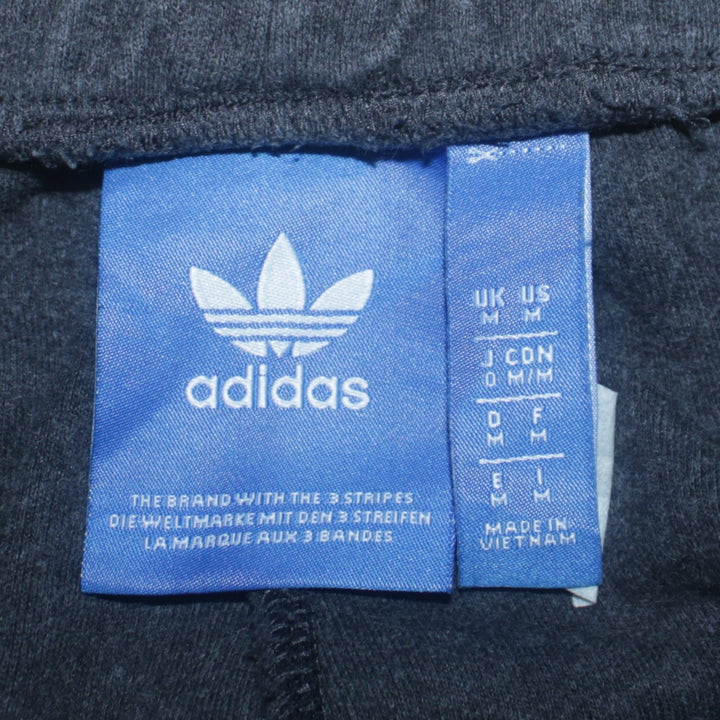 adidas
THE BRAND WITH THE 3 STRIPES
DIE WELTMARKE MIT DEN 3 STREIFEN
LA MARQUE AUX 3 BANDES
UK US
M M
J CDN
O M/M
D F
M M
E I
M M
MADE IN
VIETNAM